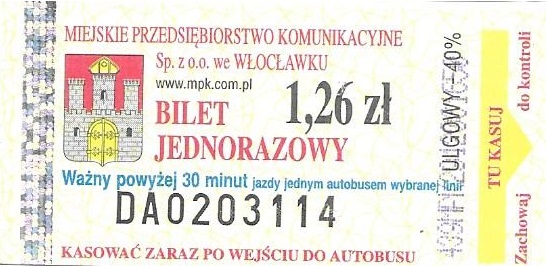 MIEJSKIE PRZEDSIĘBIORSTWO KOMUNIKACYJNE
Sp. z o.o. we WŁOCŁAWKU
www.mpk.com.pl
BILET 1,26 zł
JEDNORAZOWY
Ważny powyżej 30 minut jazdy jednym autobusem wybranej linii
DA0203114
KASOWAĆ ZARAZ PO WEJŚCIU DO AUTOBUSU
ULGOWY -40%
TU KASUJ
Zachowaj do kontroli